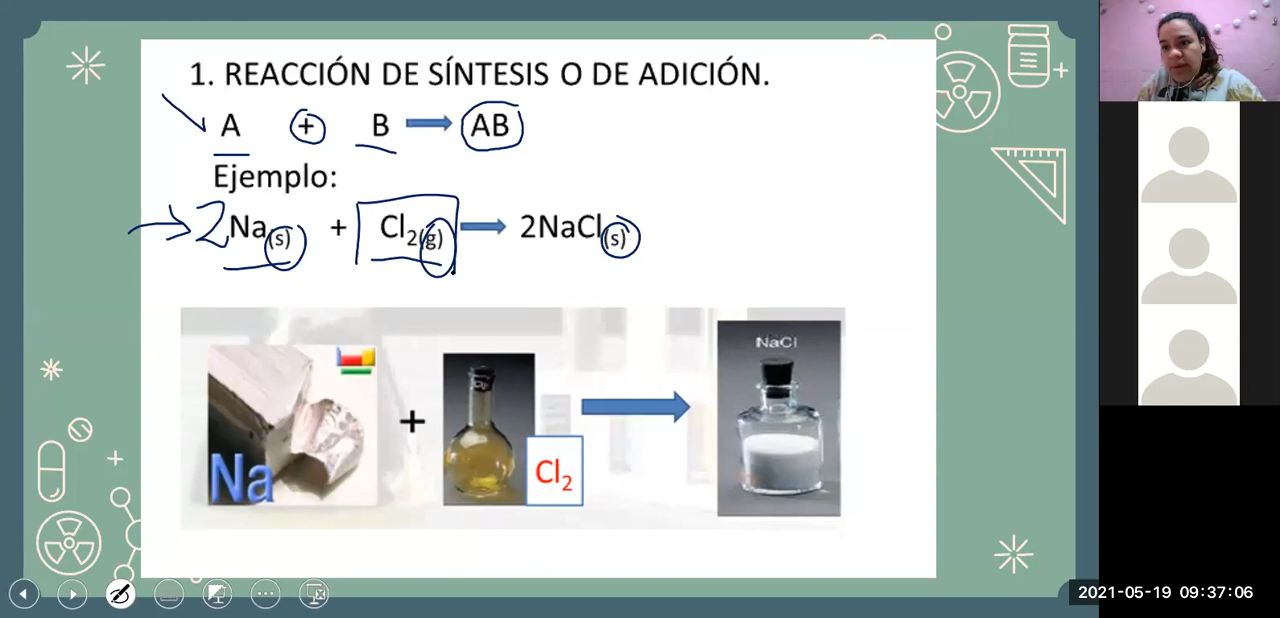 1. REACCIÓN DE SÍNTESIS O DE ADICIÓN.
A + B → AB
Ejemplo:
2Na(s) + Cl₂(g) → 2NaCl(s)
NaCl
Na + Cl₂
2021-05-19 09:37:06